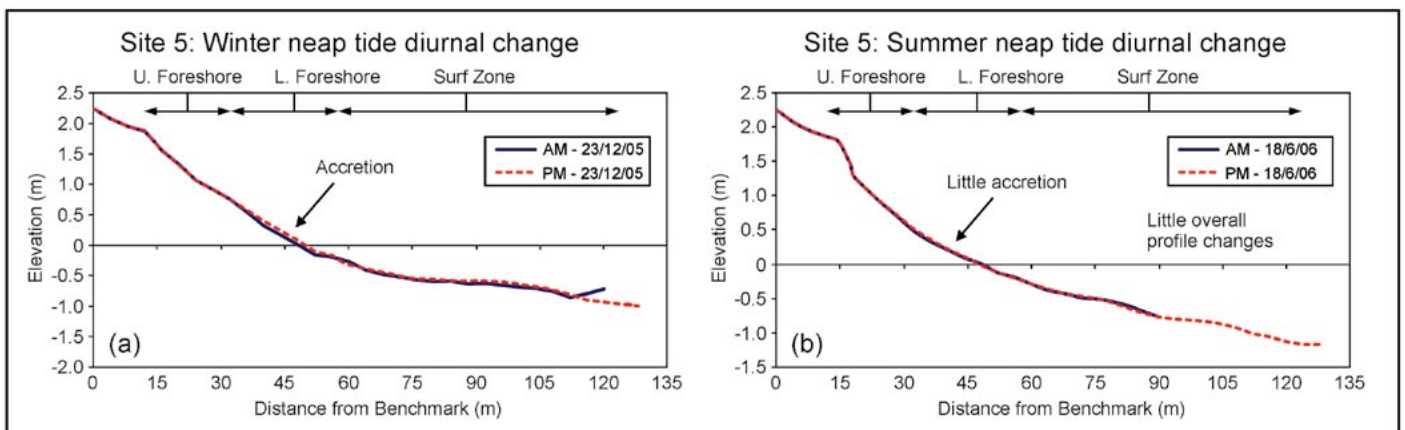 Site 5: Winter neap tide diurnal change
U. Foreshore L. Foreshore Surf Zone
2.5
2.0
1.5
1.0
0.5
0
-0.5
-1.0
-1.5
-2.0
Elevation (m)
AM - 23/12/05
PM - 23/12/05
Accretion
(a)
0 15 30 45 60 75 90 105 120 135
Distance from Benchmark (m)
Site 5: Summer neap tide diurnal change
U. Foreshore L. Foreshore Surf Zone
2.5
2.0
1.5
1.0
0.5
0
-0.5
-1.0
-1.5
Elevation (m)
AM - 18/6/06
PM - 18/6/06
Little accretion
Little overall
profile changes
(b)
0 15 30 45 60 75 90 105 120 135
Distance from Benchmark (m)